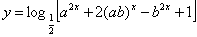 y = log_{1/2}[a^{2x} + 2(ab)^x − b^{2x} + 1]